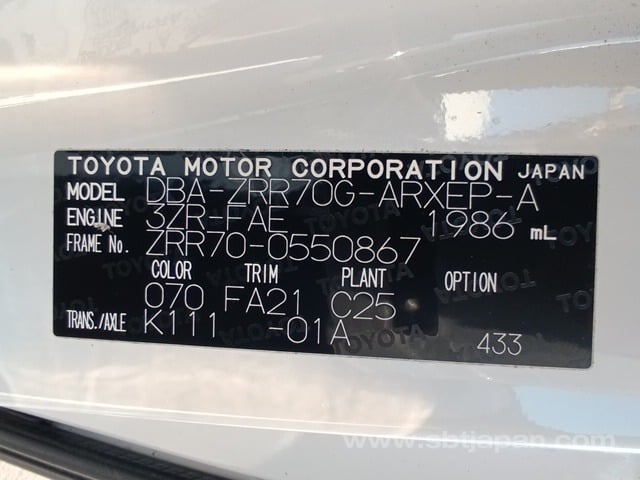 TOYOTA MOTOR CORPORATION JAPAN
MODEL DBA-ZRR70G-ARXEP-A
ENGINE 3ZR-FAE 1986 mL
FRAME No. ZRR70-0550867
COLOR TRIM PLANT OPTION
070 FA21 C25
TRANS./AXLE K111 -01A 433
www.sbtjapan.com